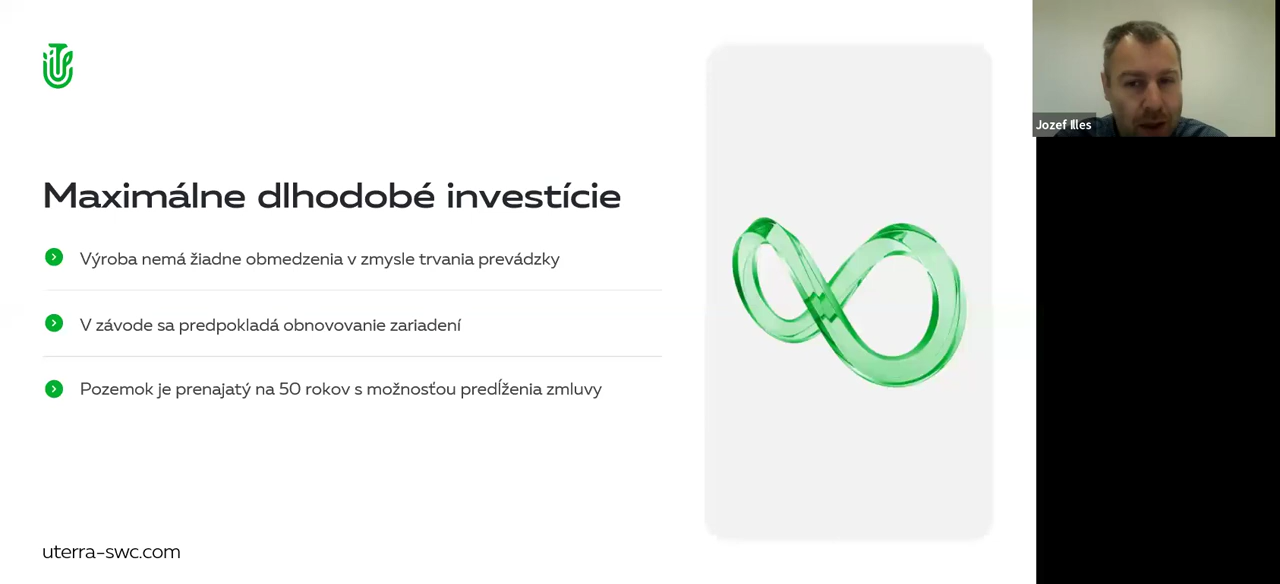 Maximálne dlhodobé investície
Výroba nemá žiadne obmedzenia v zmysle trvania prevádzky
V závode sa predpokladá obnovovanie zariadení
Pozemok je prenajatý na 50 rokov s možnosťou predĺženia zmluvy
uterra-swc.com
Jozef Illes